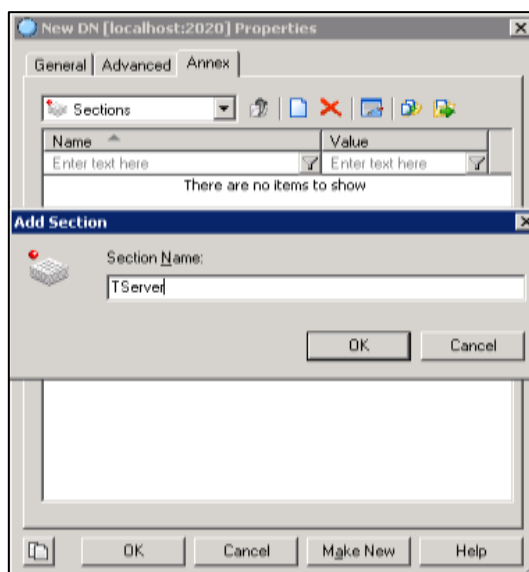 New DN [localhost:2020] Properties
General Advanced Annex
Sections
Name Value
Enter text here Enter text here
There are no items to show
Add Section
Section Name:
TServer
OK Cancel
OK Cancel Make New Help